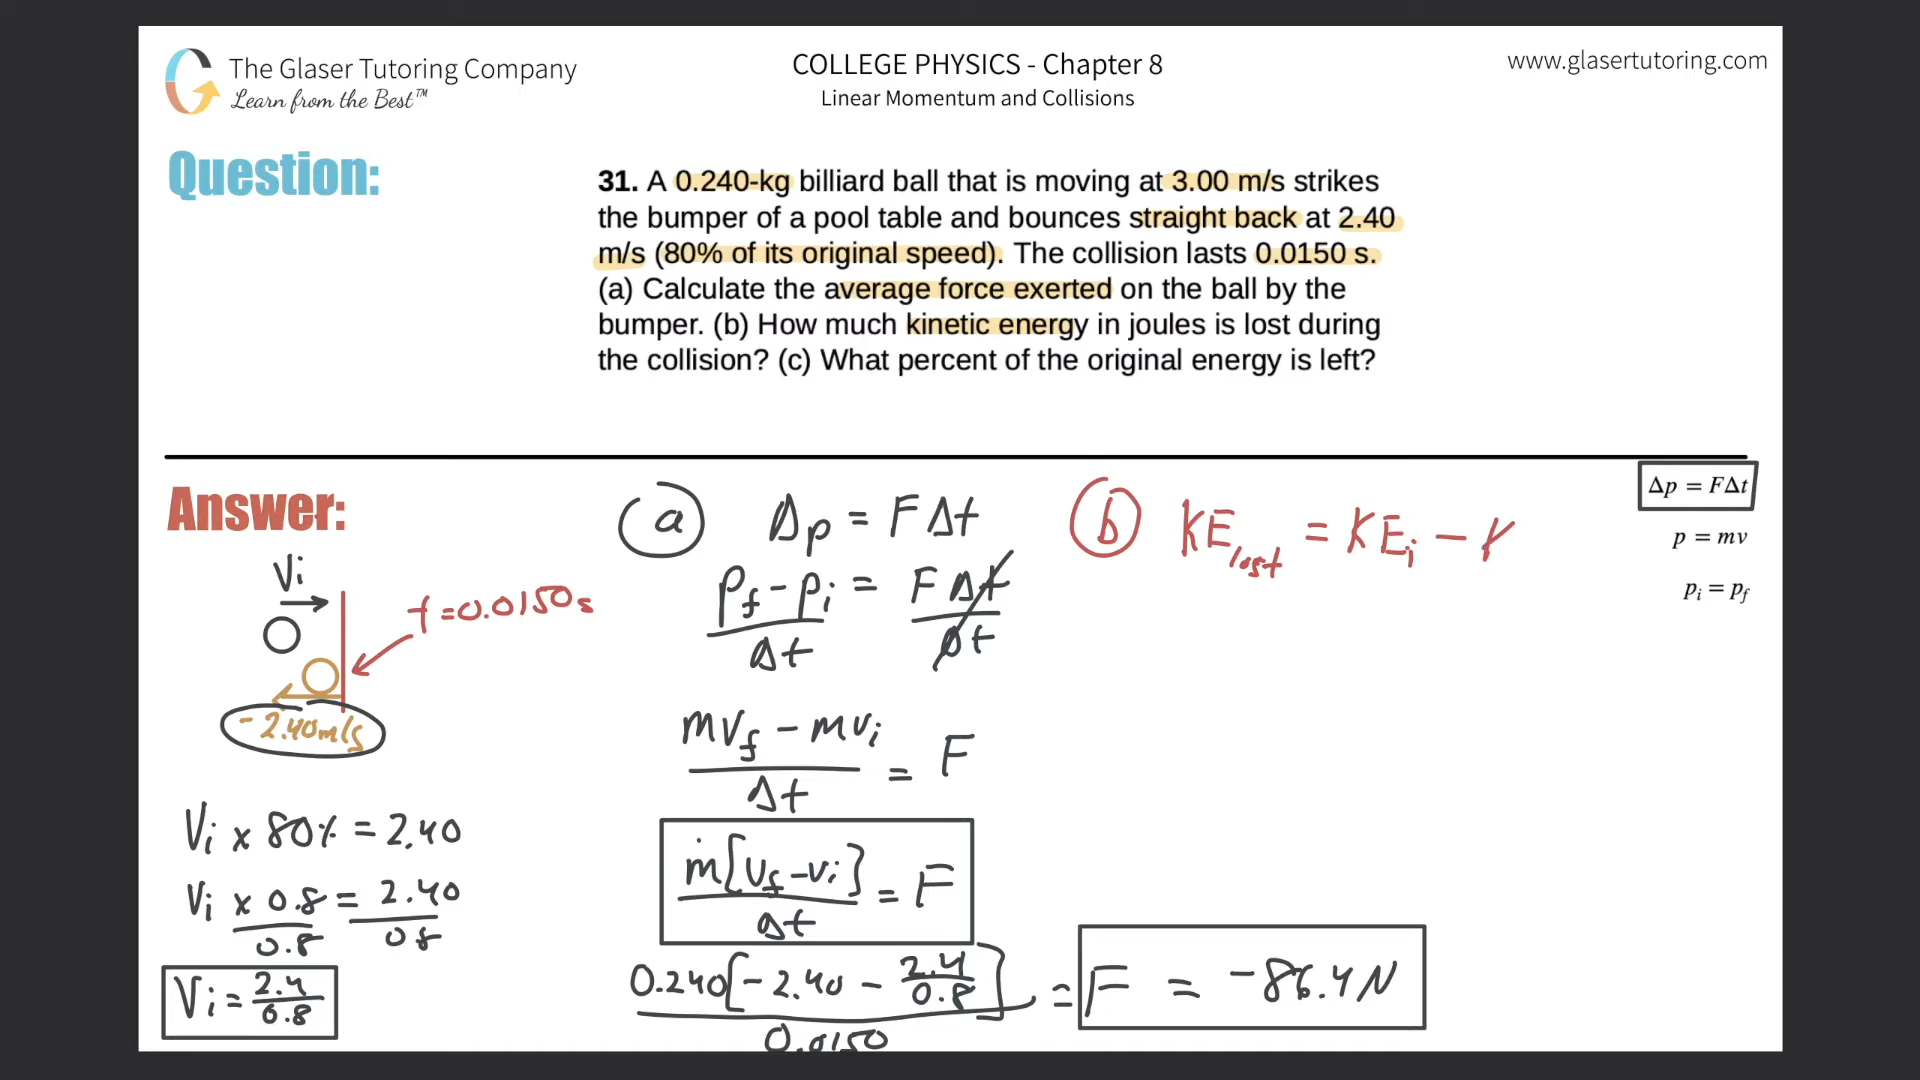 The Glaser Tutoring Company
Learn from the Best™
COLLEGE PHYSICS - Chapter 8
Linear Momentum and Collisions
www.glasertutoring.com
Question:
31. A 0.240-kg billiard ball that is moving at 3.00 m/s strikes
the bumper of a pool table and bounces straight back at 2.40
m/s (80% of its original speed). The collision lasts 0.0150 s.
(a) Calculate the average force exerted on the ball by the
bumper. (b) How much kinetic energy in joules is lost during
the collision? (c) What percent of the original energy is left?
Answer:
Vi
t = 0.0150 s
- 2.40 m/s
Vi x 80% = 2.40
Vi x 0.8 = 2.40
0.8 0.8
Vi = 2.4 / 0.8
(a) Δp = FΔt
pf - pi = FΔt
Δt Δt
mVf - mVi = F
Δt
m[Vf - Vi] = F
Δt
0.240[- 2.40 - 2.4 / 0.8]
0.0150
= F = -86.4 N
(b) KElost = KEi -
Δp = FΔt
p = mv
pi = pf